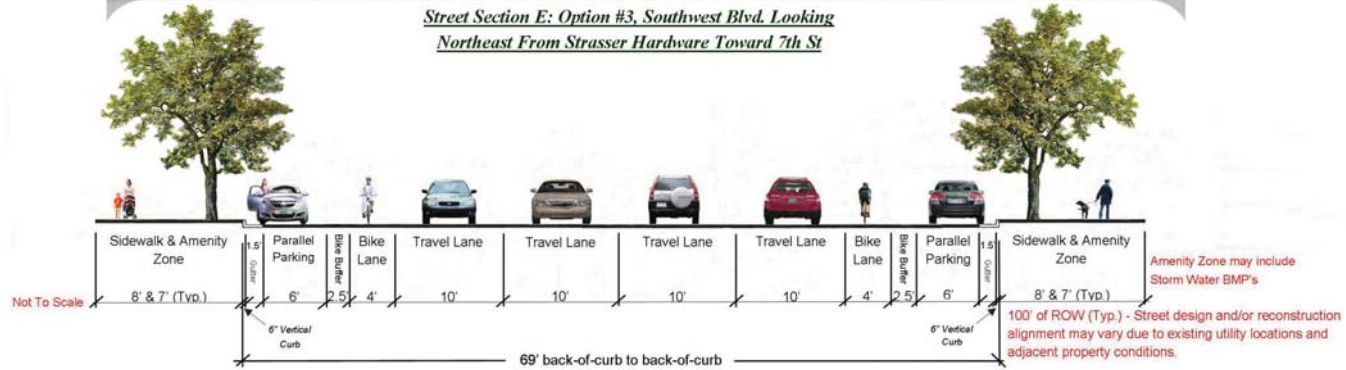 Street Section E: Option #3, Southwest Blvd. Looking
Northeast From Strasser Hardware Toward 7th St
Sidewalk & Amenity
Zone
1.5'
Gutter
Parallel
Parking
Bike Buffer
Bike
Lane
Travel Lane
Travel Lane
Travel Lane
Travel Lane
Bike
Lane
Bike Buffer
Parallel
Parking
1.5'
Gutter
Sidewalk & Amenity
Zone
Amenity Zone may include
Storm Water BMP's
Not To Scale
8' & 7' (Typ.)
6'
2.5'
4'
10'
10'
10'
10'
4'
2.5'
6'
8' & 7' (Typ.)
6" Vertical
Curb
6" Vertical
Curb
100' of ROW (Typ.) - Street design and/or reconstruction
alignment may vary due to existing utility locations and
adjacent property conditions.
69' back-of-curb to back-of-curb